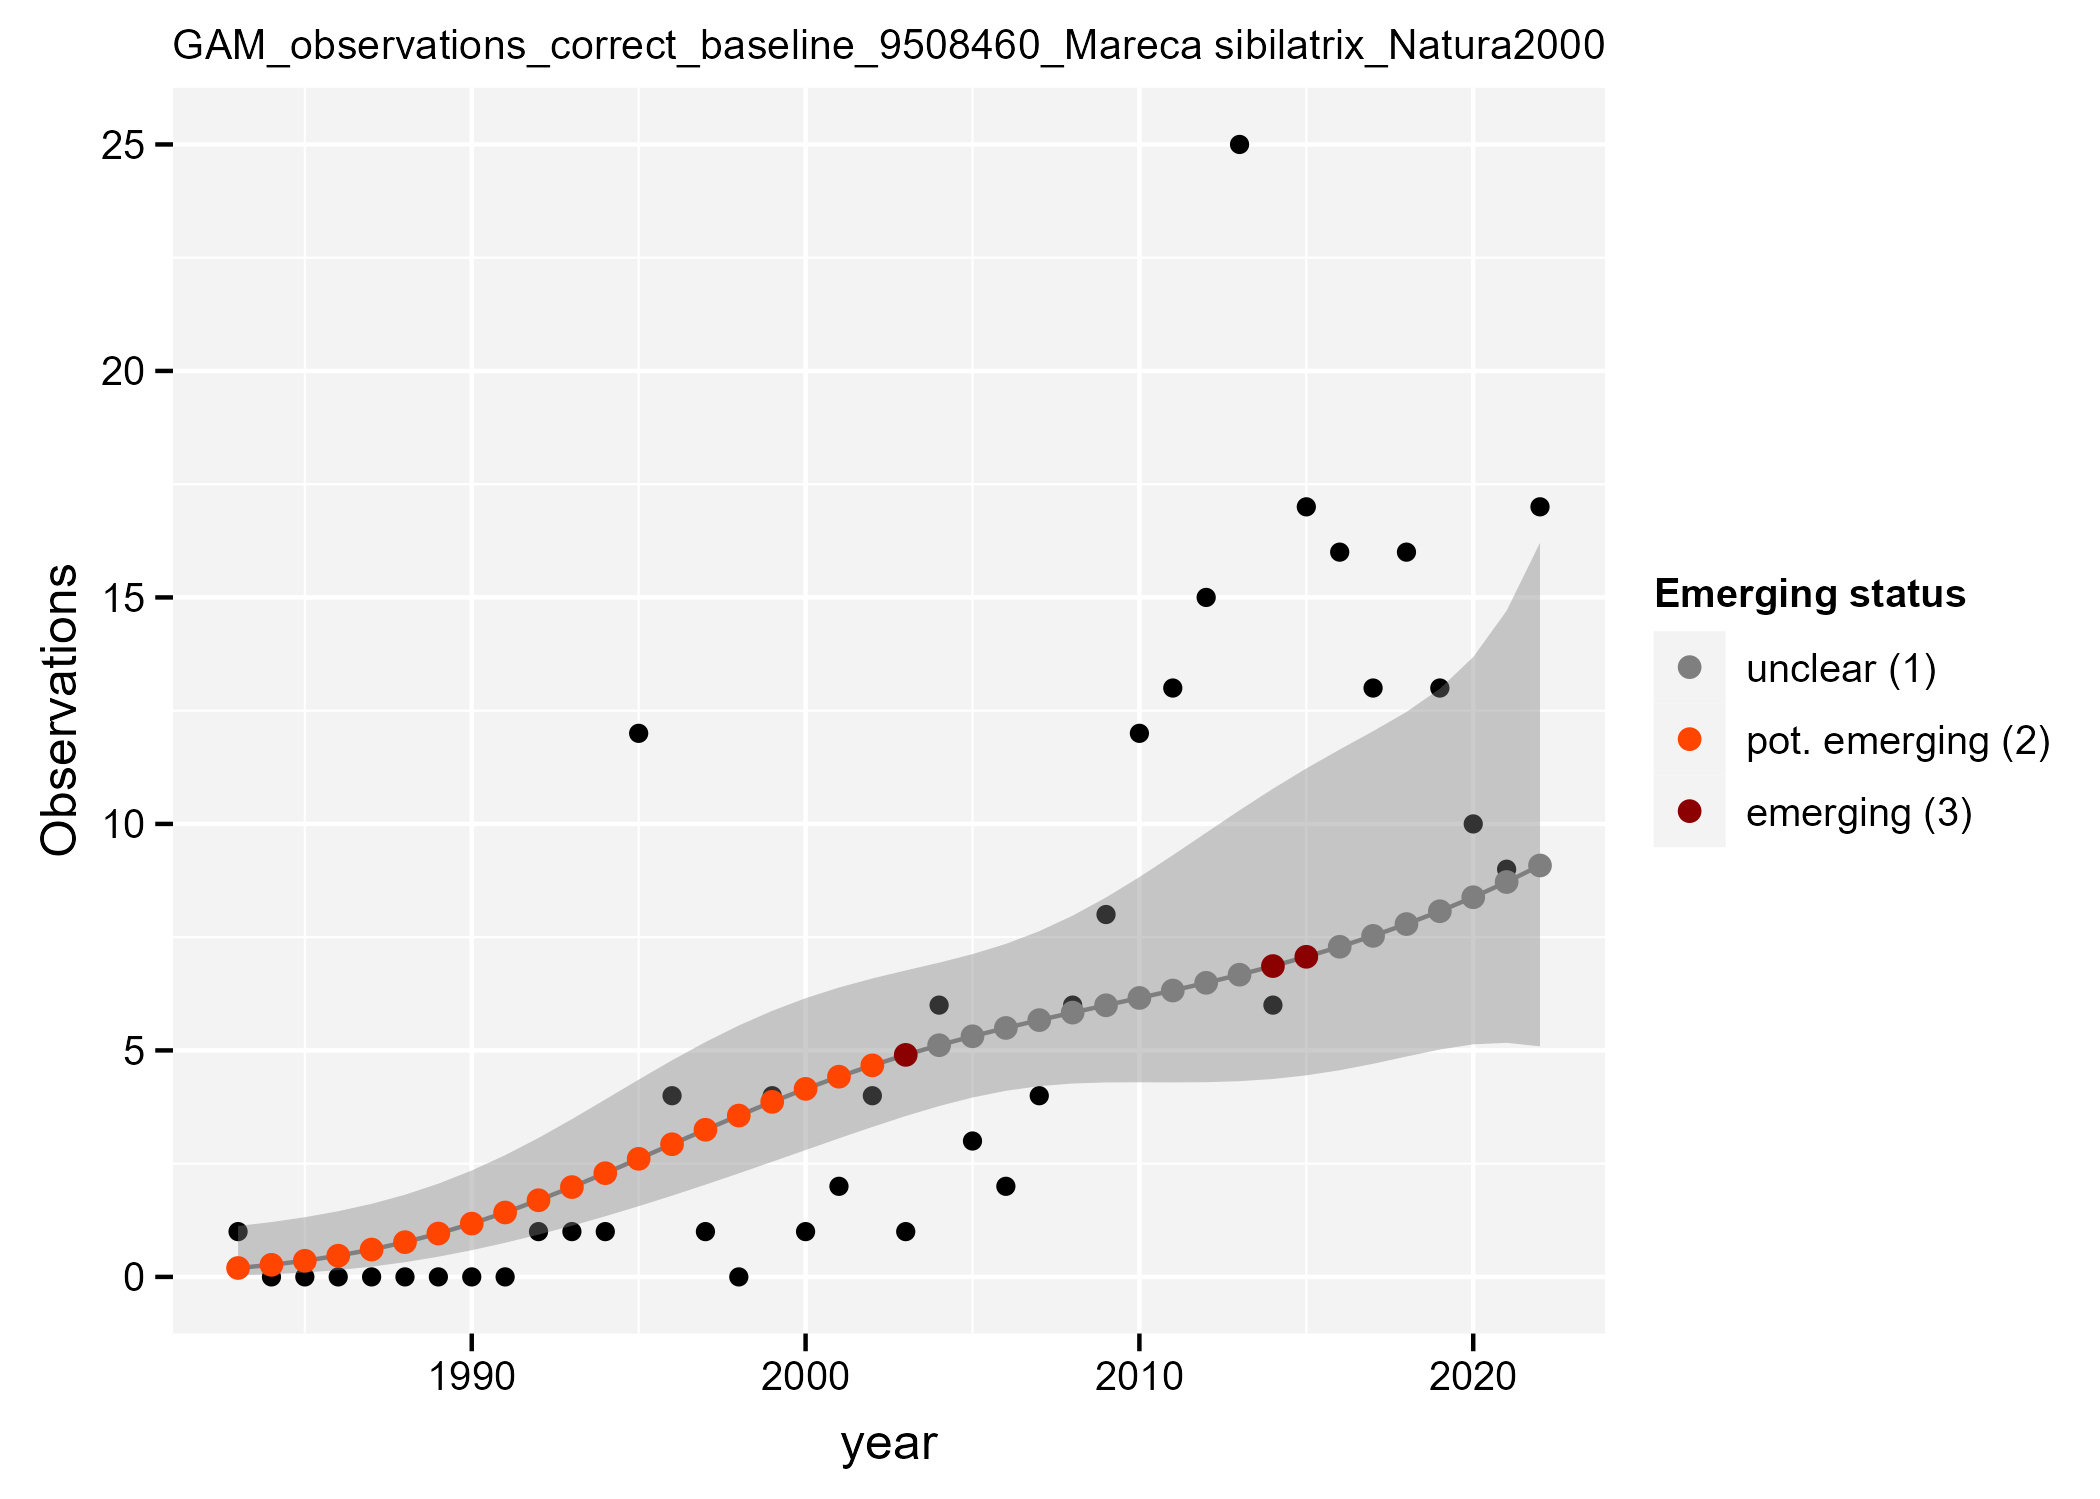 GAM_observations_correct_baseline_9508460_Mareca sibilatrix_Natura2000
25
20
15
10
5
0
Observations
1990
2000
2010
2020
year
Emerging status
unclear (1)
pot. emerging (2)
emerging (3)